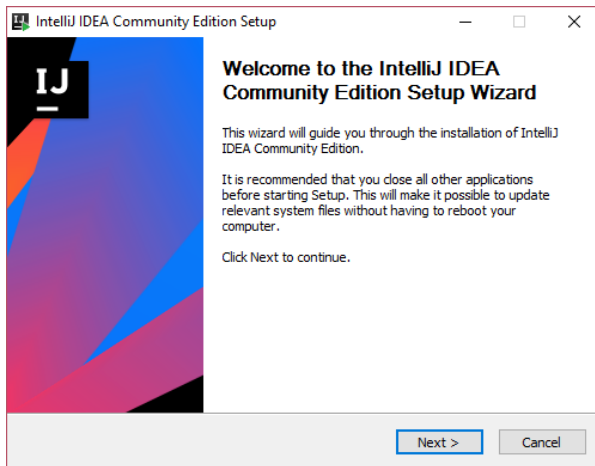 IntelliJ IDEA Community Edition Setup
IJ
Welcome to the IntelliJ IDEA
Community Edition Setup Wizard
This wizard will guide you through the installation of IntelliJ
IDEA Community Edition.
It is recommended that you close all other applications
before starting Setup. This will make it possible to update
relevant system files without having to reboot your
computer.
Click Next to continue.
Next >
Cancel